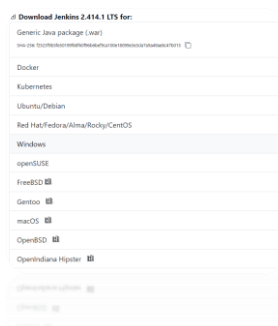 Download Jenkins 2.414.1 LTS for:
Generic Java package (.war)
Docker
Kubernetes
Ubuntu/Debian
Red Hat/Fedora/Alma/Rocky/CentOS
Windows
openSUSE
FreeBSD
Gentoo
macOS
OpenBSD
OpenIndiana Hipster